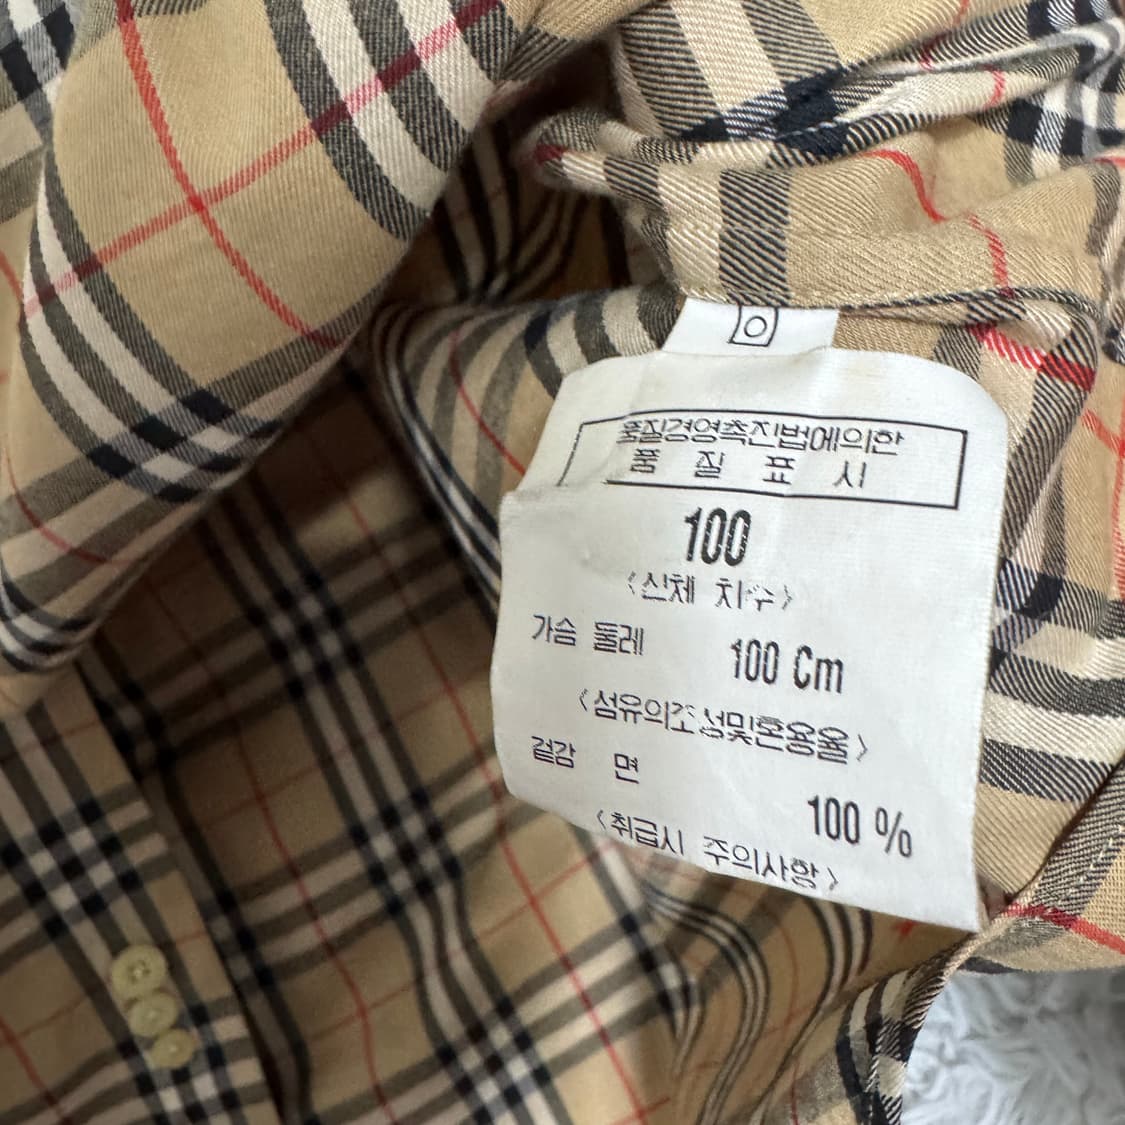 품질경영촉진법에의한
품 질 표 시
100
<신체 치수>
가슴 둘레 100 Cm
<섬유의조성및혼용율>
겉감 면
100 %
<취급시 주의사항>